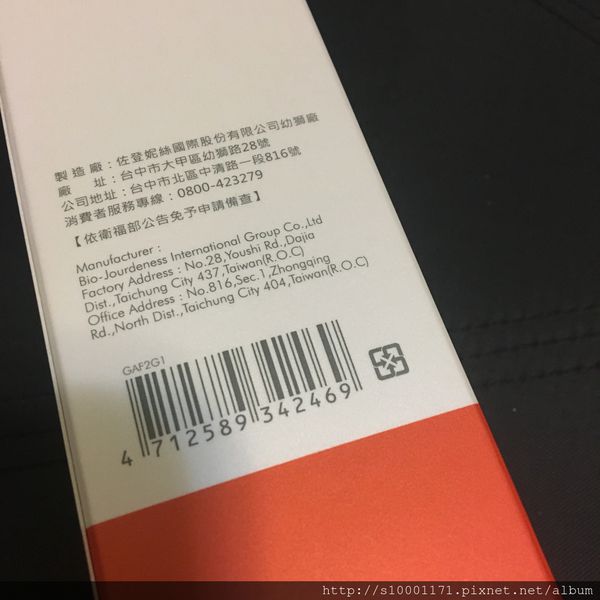 製 造 廠：佐登妮絲國際股份有限公司幼獅廠
廠　　址：台中市大甲區幼獅路28號
公司地址：台中市北區中清路一段816號
消費者服務專線：0800-423279
【依衛福部公告免予申請備查】
Manufacturer :
Bio-Jourdeness International Group Co.,Ltd
Factory Address : No.28,Youshi Rd.,Dajia
Dist.,Taichung City 437,Taiwan(R.O.C)
Office Address : No.816,Sec.1,Zhongqing
Rd.,North Dist.,Taichung City 404,Taiwan(R.O.C)
GAF2G1
4 712589 342469
http://s10001171.pixnet.net/album